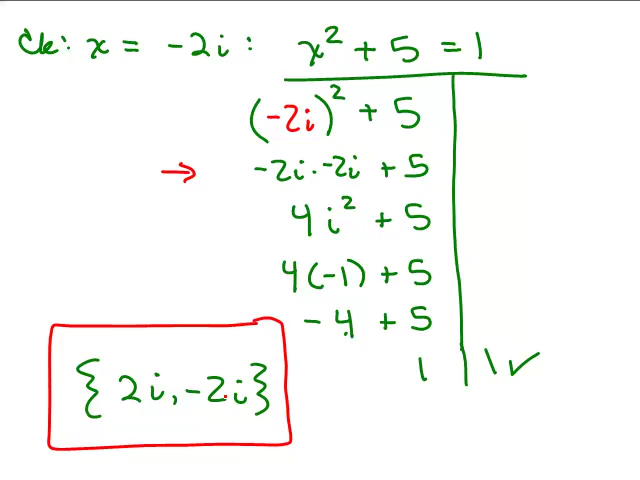 Ck: x = -2i: x² + 5 = 1
(-2i)² + 5
→ -2i · -2i + 5
4i² + 5
4(-1) + 5
-4 + 5
1 | 1 ✓
{2i, -2i}